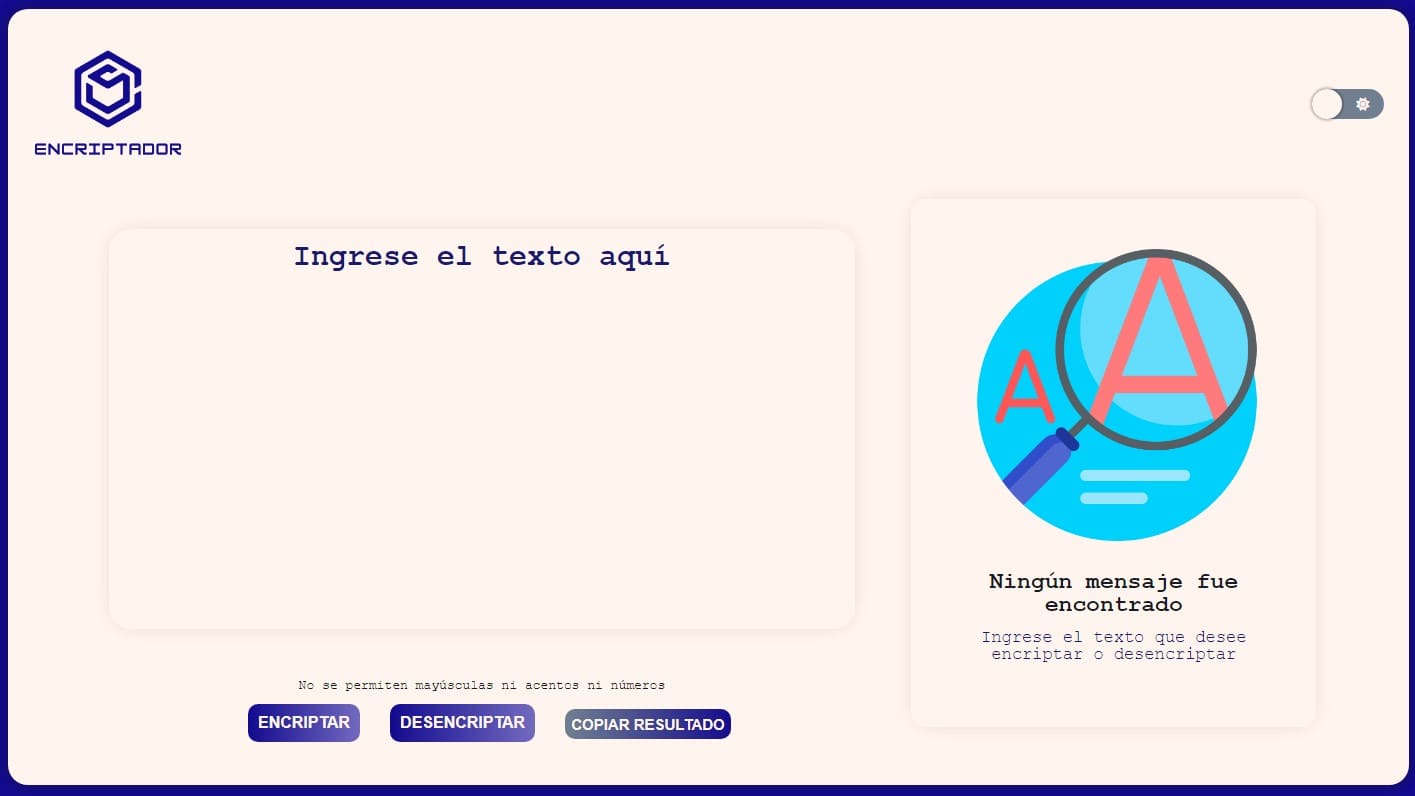 ENCRIPTADOR
Ingrese el texto aquí
A
A
Ningún mensaje fue
encontrado
Ingrese el texto que desee
encriptar o desencriptar
No se permiten mayúsculas ni acentos ni números
ENCRIPTAR
DESENCRIPTAR
COPIAR RESULTADO